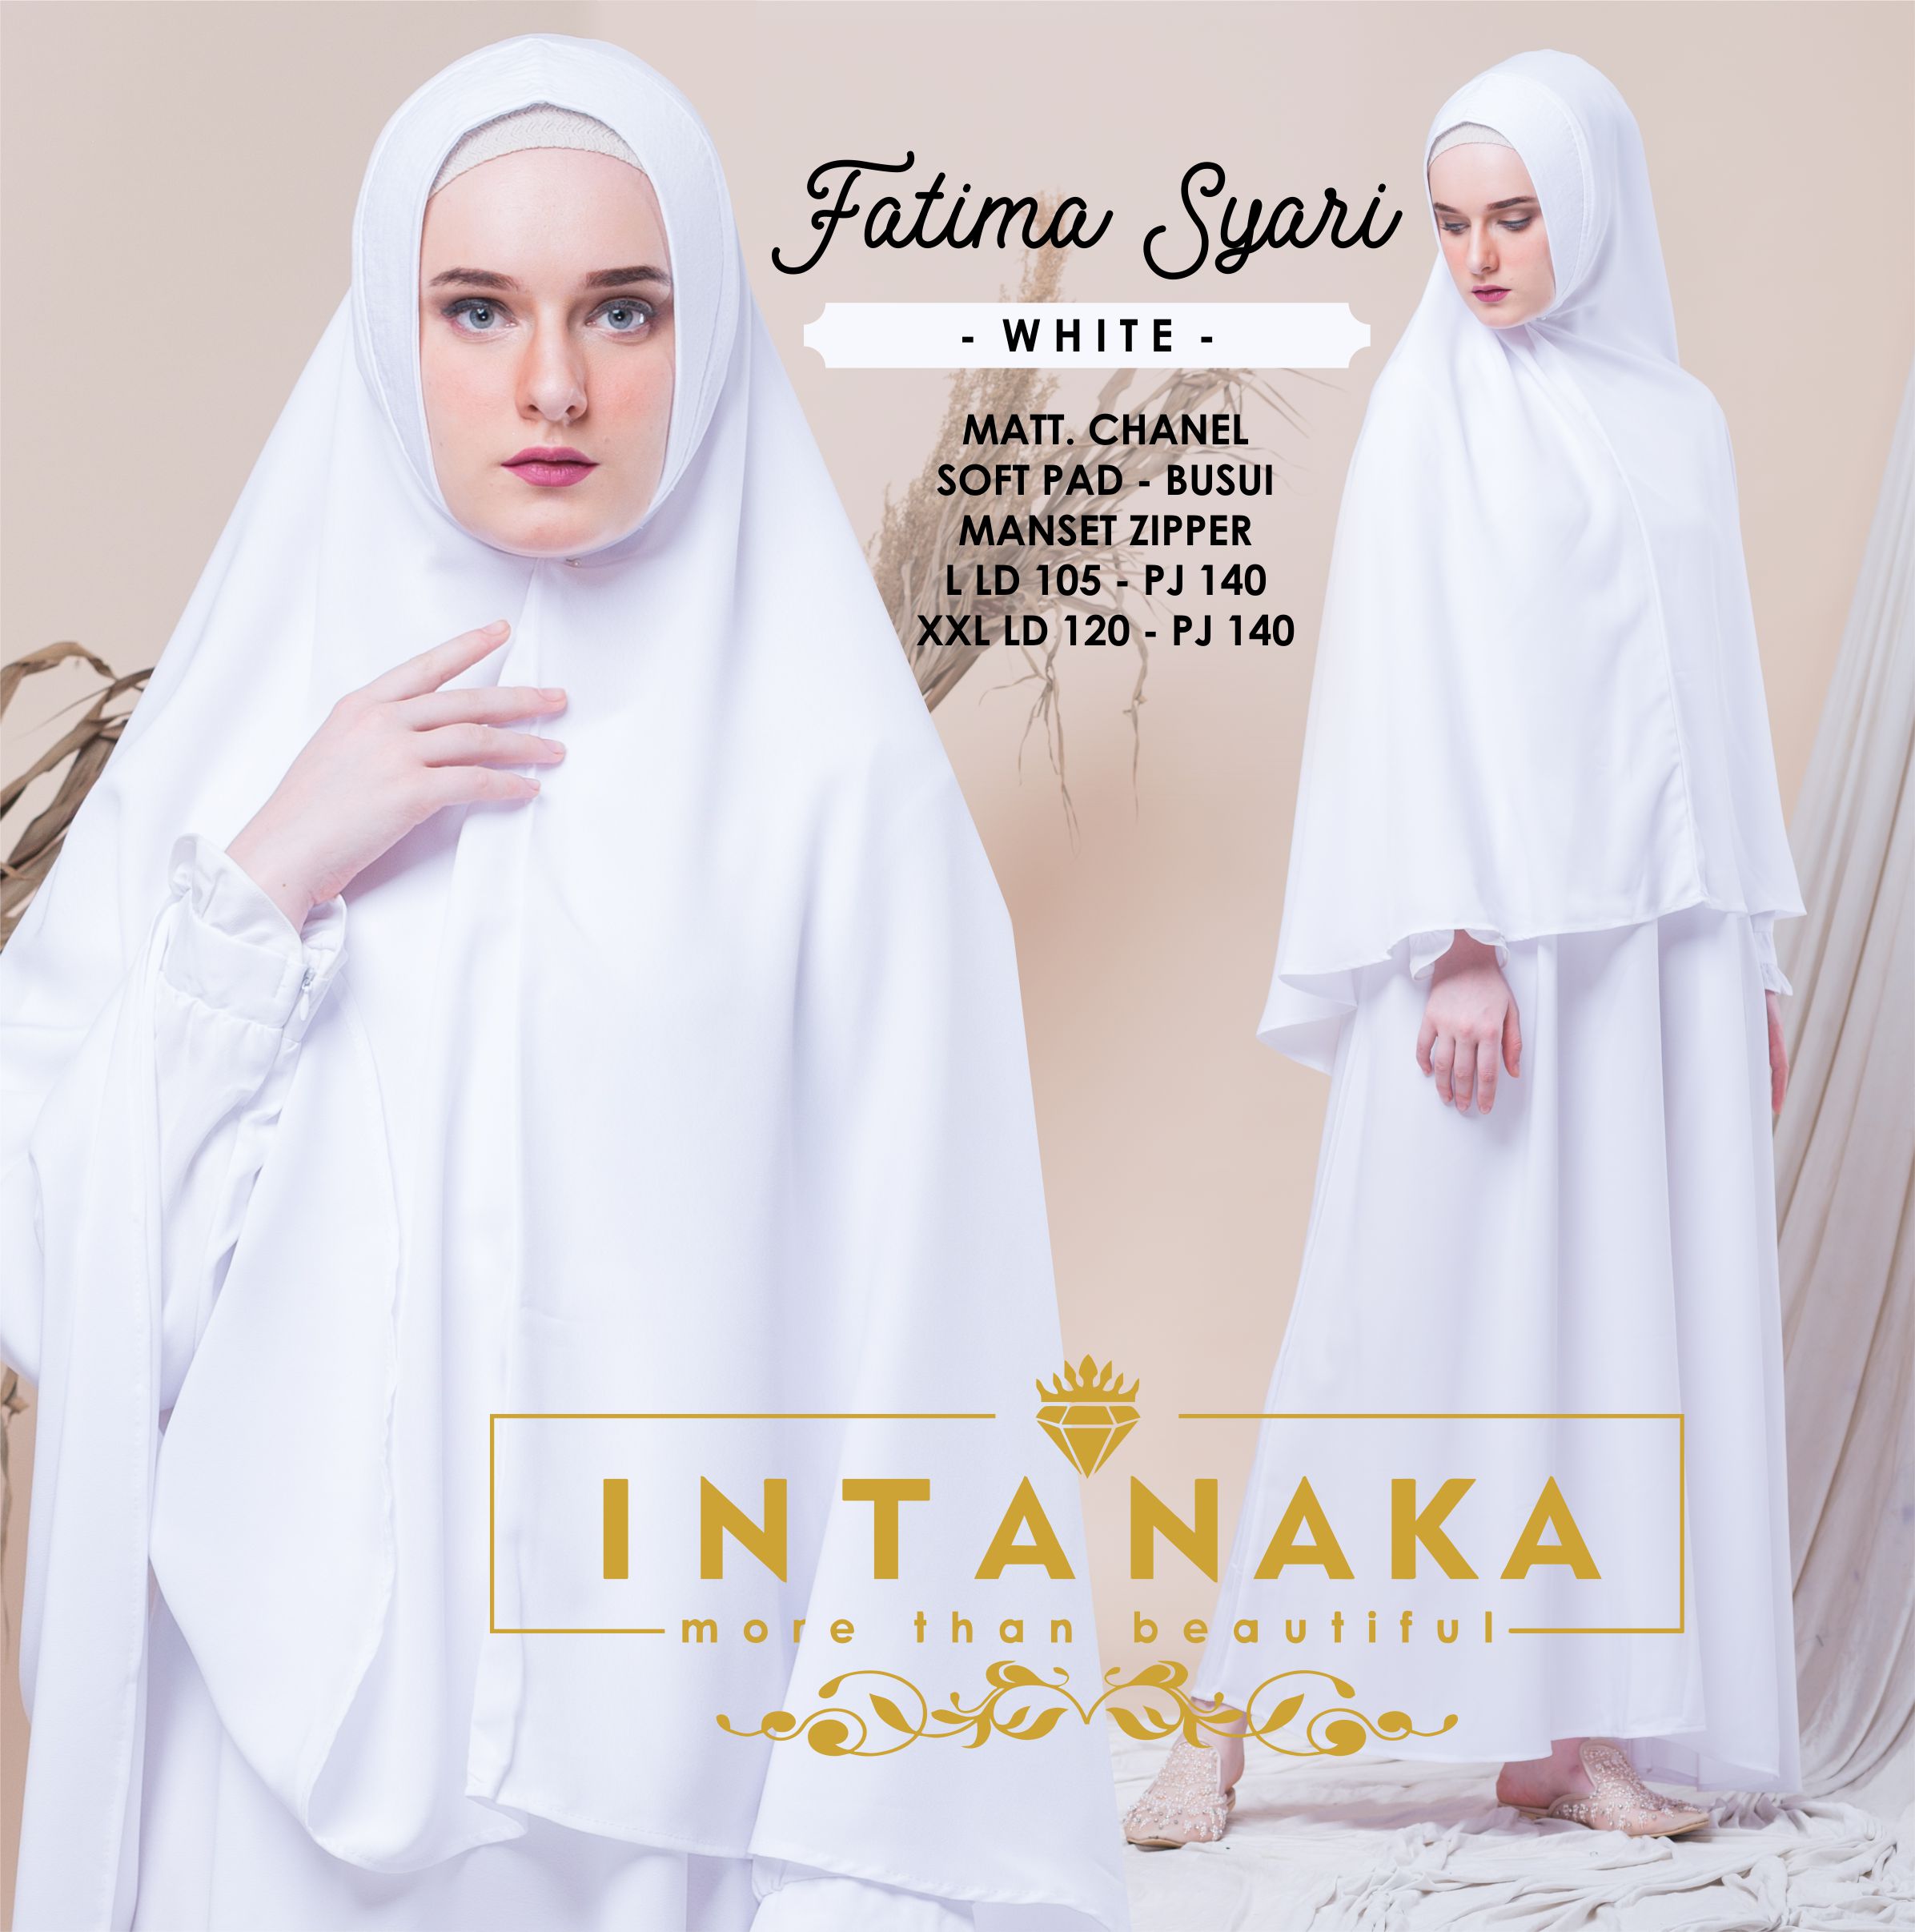 Fatima Syari
- WHITE -
MATT. CHANEL
SOFT PAD - BUSUI
MANSET ZIPPER
L LD 105 - PJ 140
XXL LD 120 - PJ 140
INTANAKA
more than beautiful